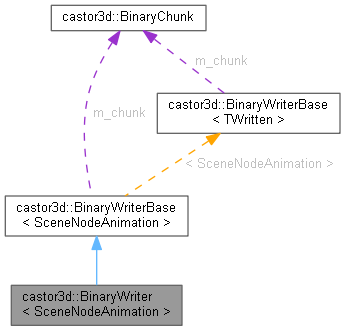 castor3d::BinaryChunk
m_chunk
m_chunk
castor3d::BinaryWriterBase
< TWritten >
< SceneNodeAnimation >
castor3d::BinaryWriterBase
< SceneNodeAnimation >
castor3d::BinaryWriter
< SceneNodeAnimation >